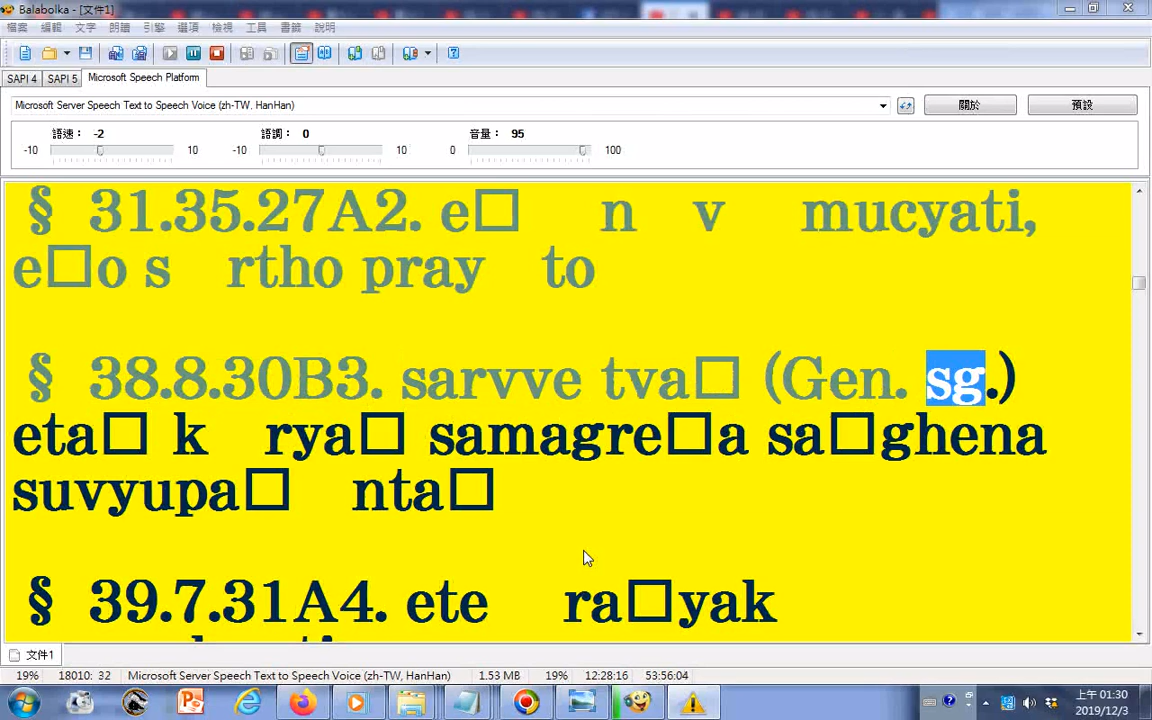 Balabolka - [文件1]
檔案 編輯 文字 朗讀 引擎 選項 檢視 工具 書籤 說明
SAPI 4 SAPI 5 Microsoft Speech Platform
Microsoft Server Speech Text to Speech Voice (zh-TW, HanHan) 關於 預設
語速： -2 語調： 0 音量： 95
-10 10 -10 10 0 100
§ 31.35.27A2. e□ n v mucyati,
e□o s rtho pray to
§ 38.8.30B3. sarvve tva□ (Gen. sg.)
eta□ k rya□ samagre□a sa□ghena
suvyupa□ nta□
§ 39.7.31A4. ete ra□yak
文件1
19% 18010: 32 Microsoft Server Speech Text to Speech Voice (zh-TW, HanHan) 1.53 MB 19% 12:28:16 53:56:04
上午 01:30
2019/12/3